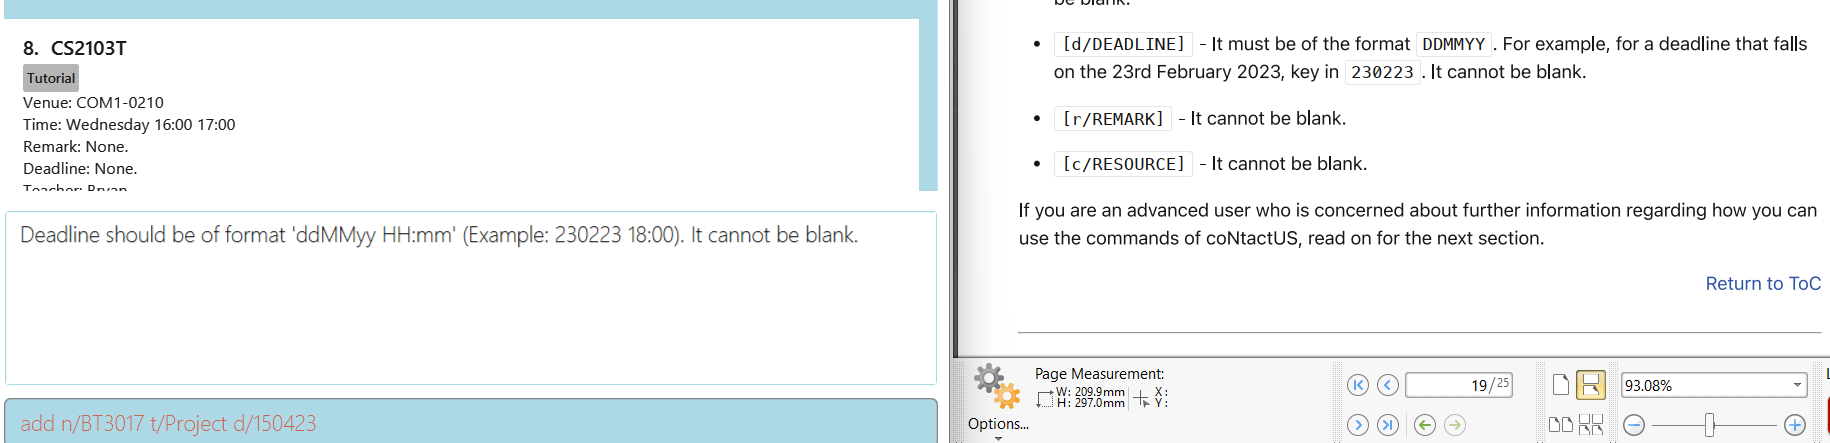 8. CS2103T
Tutorial
Venue: COM1-0210
Time: Wednesday 16:00 17:00
Remark: None.
Deadline: None.
Teacher: Bryan
Deadline should be of format 'ddMMyy HH:mm' (Example: 230223 18:00). It cannot be blank.
add n/BT3017 t/Project d/150423
be blank.
• [d/DEADLINE] - It must be of the format DDMMYY. For example, for a deadline that falls
on the 23rd February 2023, key in 230223. It cannot be blank.
• [r/REMARK] - It cannot be blank.
• [c/RESOURCE] - It cannot be blank.
If you are an advanced user who is concerned about further information regarding how you can
use the commands of coNtactUS, read on for the next section.
Return to ToC
Options...
Page Measurement:
W: 209.9mm X:
H: 297.0mm Y:
19/25
93.08%